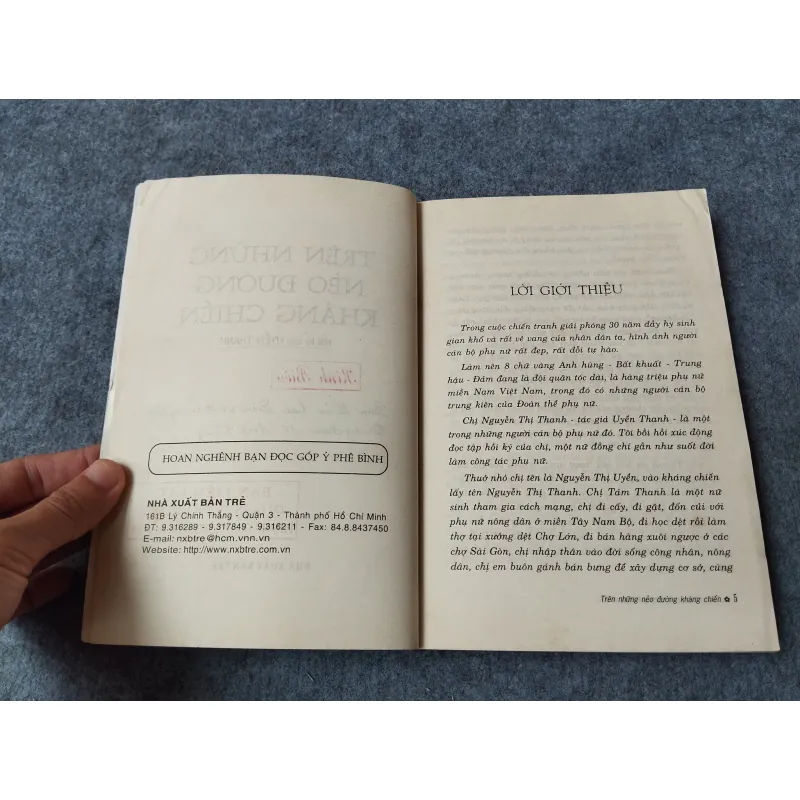 Kính biếu
HOAN NGHÊNH BẠN ĐỌC GÓP Ý PHÊ BÌNH
NHÀ XUẤT BẢN TRẺ
161B Lý Chính Thắng - Quận 3 - Thành phố Hồ Chí Minh
ĐT: 9.316289 - 9.317849 - 9.316211 - Fax: 84.8.8437450
E-mail: nxbtre@hcm.vnn.vn
Website: http://www.nxbtre.com.vn
LỜI GIỚI THIỆU
Trong cuộc chiến tranh giải phóng 30 năm đầy hy sinh
gian khổ và rất vẻ vang của nhân dân ta, hình ảnh người
cán bộ phụ nữ rất đẹp, rất dỗi tự hào.
Làm nên 8 chữ vàng Anh hùng - Bất khuất - Trung
hậu - Đảm đang là đội quân tóc dài, là hàng triệu phụ nữ
miền Nam Việt Nam, trong đó có những người cán bộ
trung kiên của Đoàn thể phụ nữ.
Chị Nguyễn Thị Thanh - tác giả Uyển Thanh - là một
trong những người cán bộ phụ nữ đó. Tôi bồi hồi xúc động
đọc tập hồi ký của chị, một nữ đồng chí gần như suốt đời
làm công tác phụ nữ.
Thuở nhỏ chị tên là Nguyễn Thị Uyển, vào kháng chiến
lấy tên Nguyễn Thị Thanh. Chị Tám Thanh là một nữ
sinh tham gia cách mạng, chị đi cấy, đi gặt, đốn củi với
phụ nữ nông dân ở miền Tây Nam Bộ, đi học dệt rồi làm
thợ tại xưởng dệt Chợ Lớn, đi bán hàng xuôi ngược ở các
chợ Sài Gòn, chị nhập thân vào đời sống công nhân, nông
dân, chị em buôn gánh bán bưng để xây dựng cơ sở, cùng
Trên những nẻo đường kháng chiến ✿ 5
TRÊN NHỮNG
NẺO ĐƯỜNG
KHÁNG CHIẾN